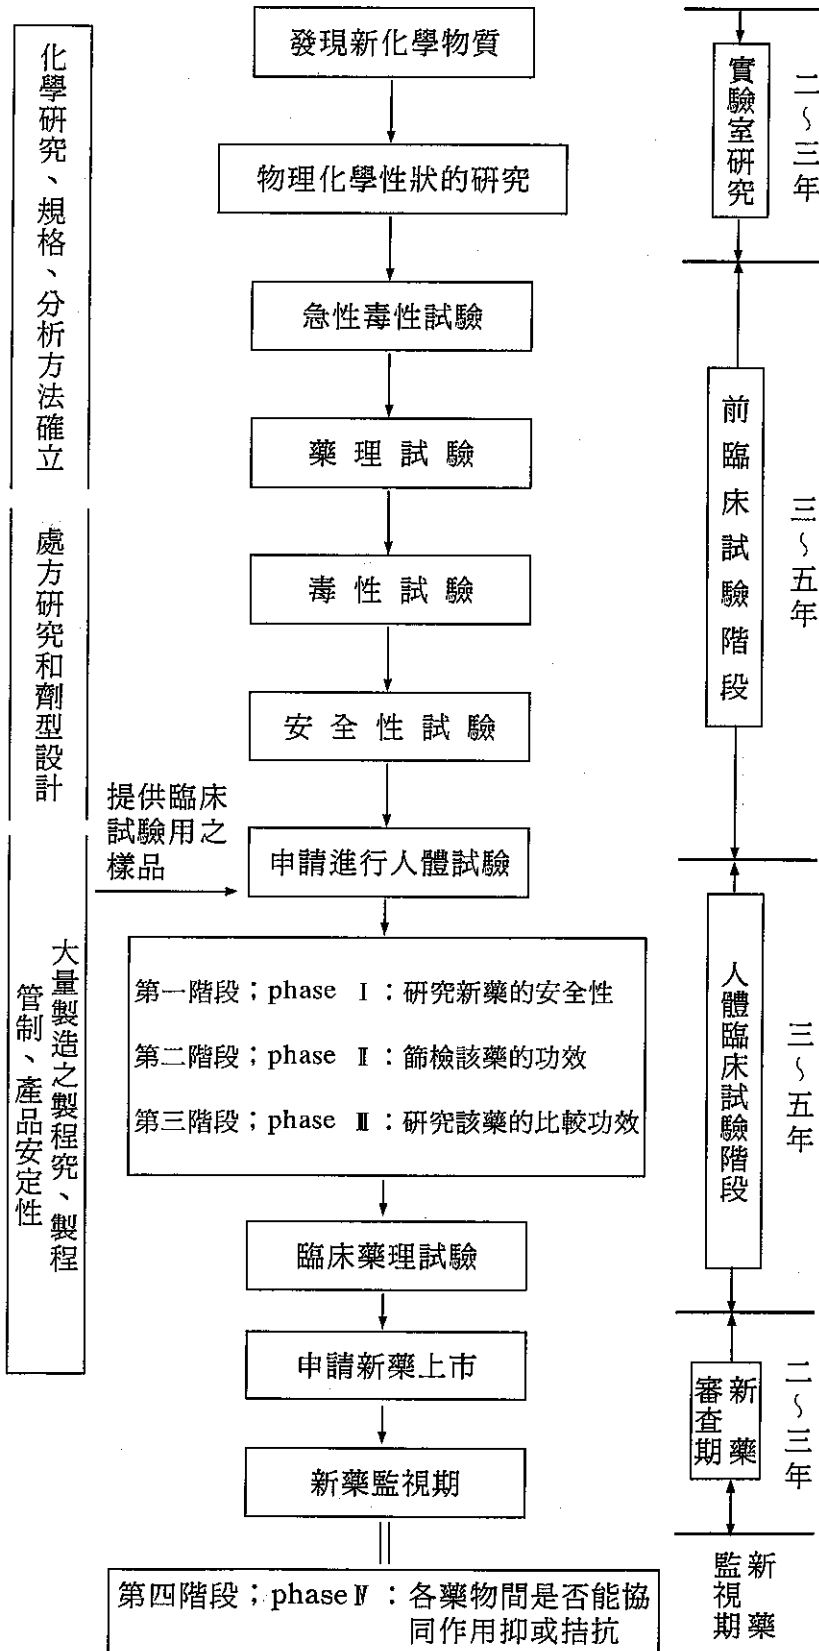 發現新化學物質
物理化學性狀的研究
急性毒性試驗
藥理試驗
毒性試驗
安全性試驗
申請進行人體試驗
第一階段；phase Ⅰ：研究新藥的安全性
第二階段；phase Ⅱ：篩檢該藥的功效
第三階段；phase Ⅲ：研究該藥的比較功效
臨床藥理試驗
申請新藥上市
新藥監視期
第四階段；phase Ⅳ：各藥物間是否能協
同作用抑或拮抗
化學研究、規格、分析方法確立
處方研究和劑型設計
大量製造之製程究、製程
管制、產品安定性
提供臨床
試驗用之
樣品
實驗室研究
二～三年
前臨床試驗階段
三～五年
人體臨床試驗階段
三～五年
新藥
審查期
二～三年
新藥
監視期